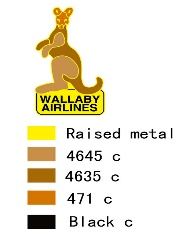 WALLABY
AIRLINES
Raised metal
4645 c
4635 c
471 c
Black c